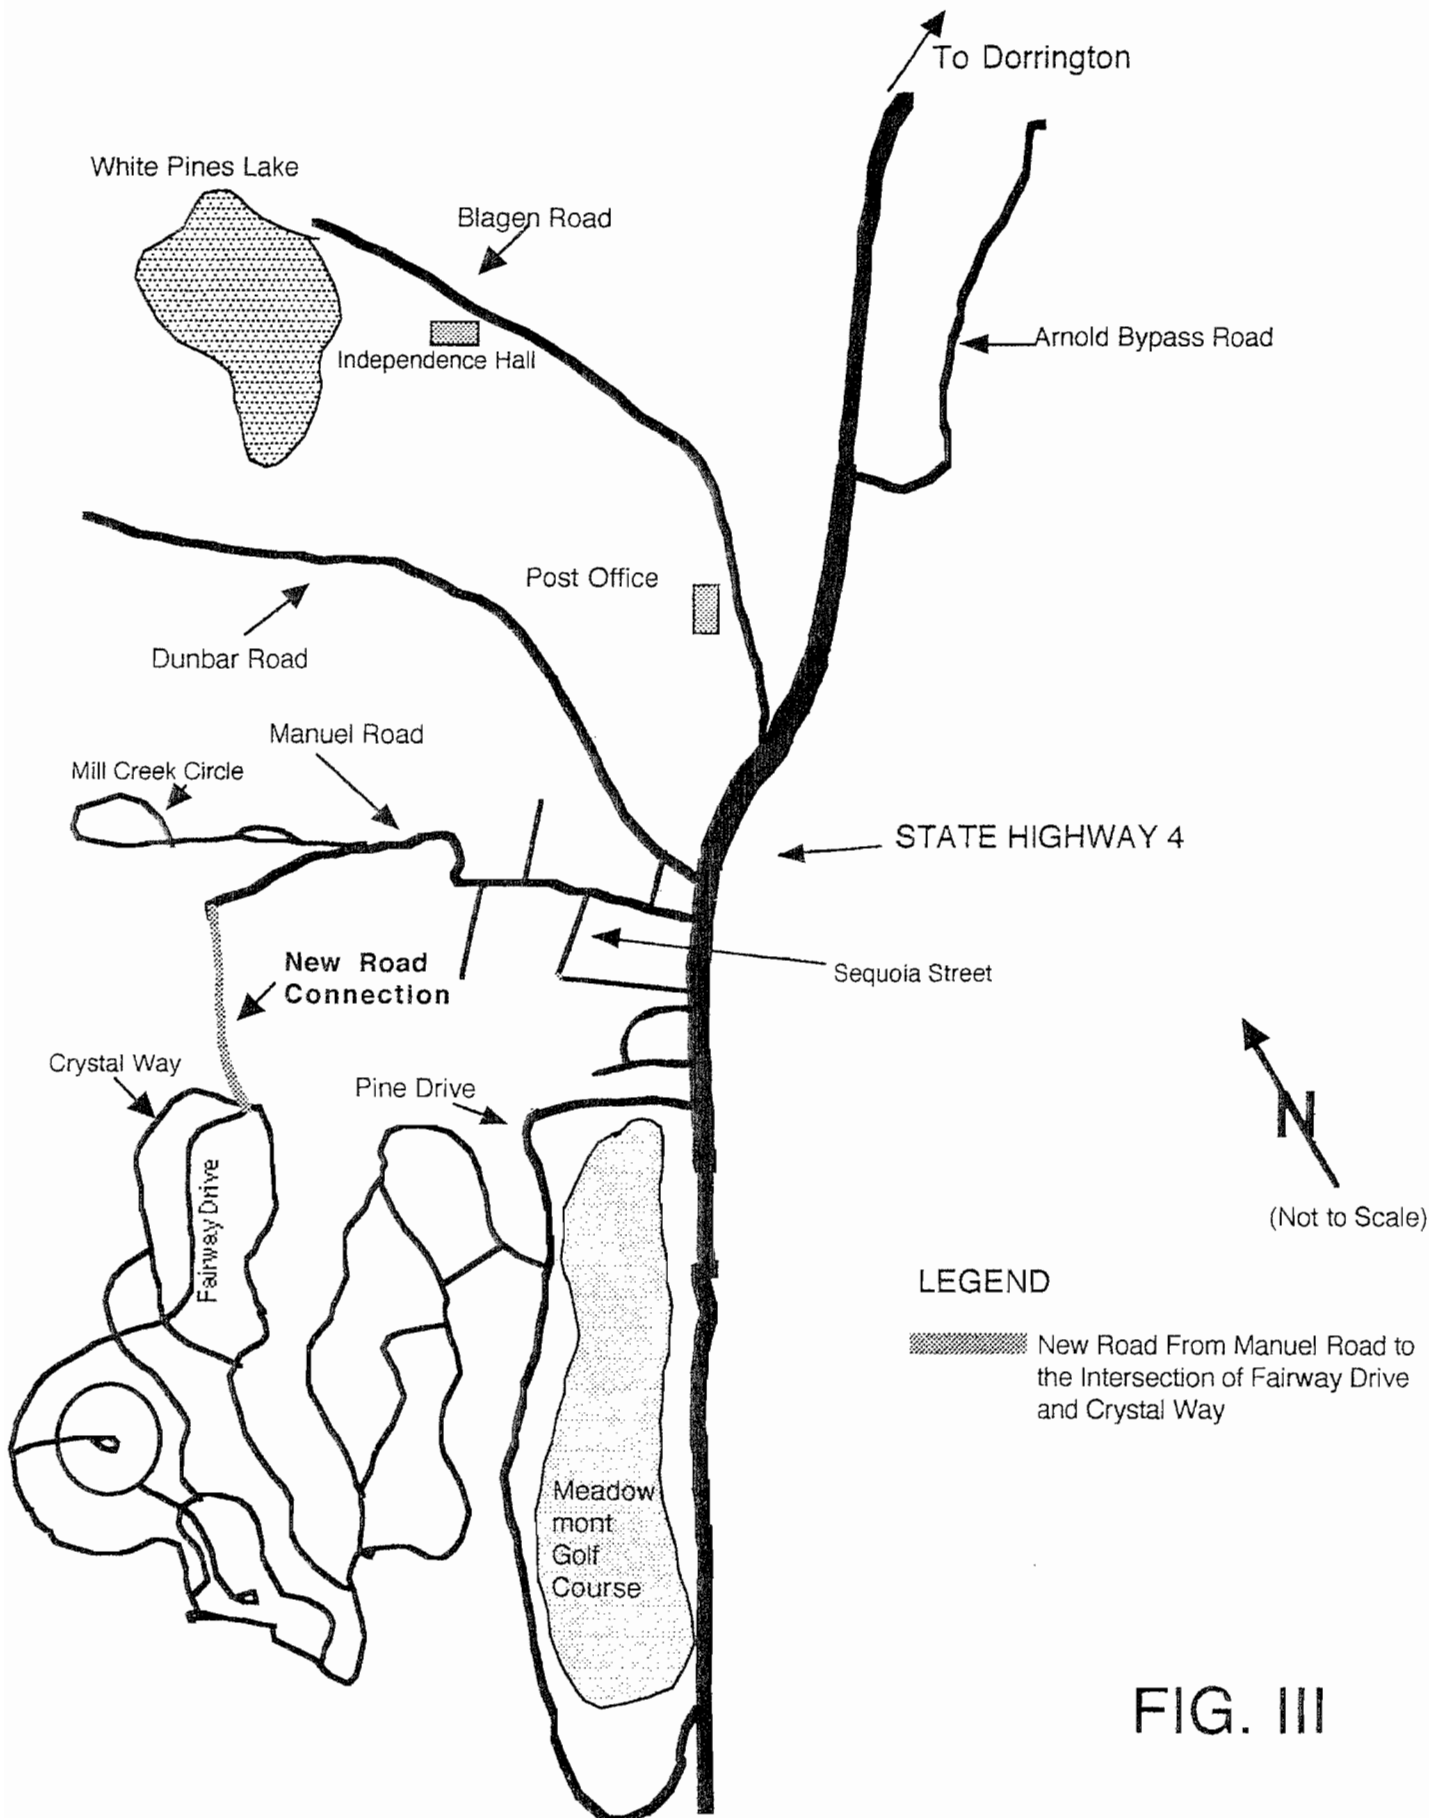 To Dorrington
White Pines Lake
Blagen Road
Independence Hall
Arnold Bypass Road
Post Office
Dunbar Road
Manuel Road
Mill Creek Circle
STATE HIGHWAY 4
Sequoia Street
New Road
Connection
Crystal Way
Pine Drive
N
Fairway Drive
(Not to Scale)
LEGEND
New Road From Manuel Road to
the Intersection of Fairway Drive
and Crystal Way
Meadow
mont
Golf
Course
FIG. III